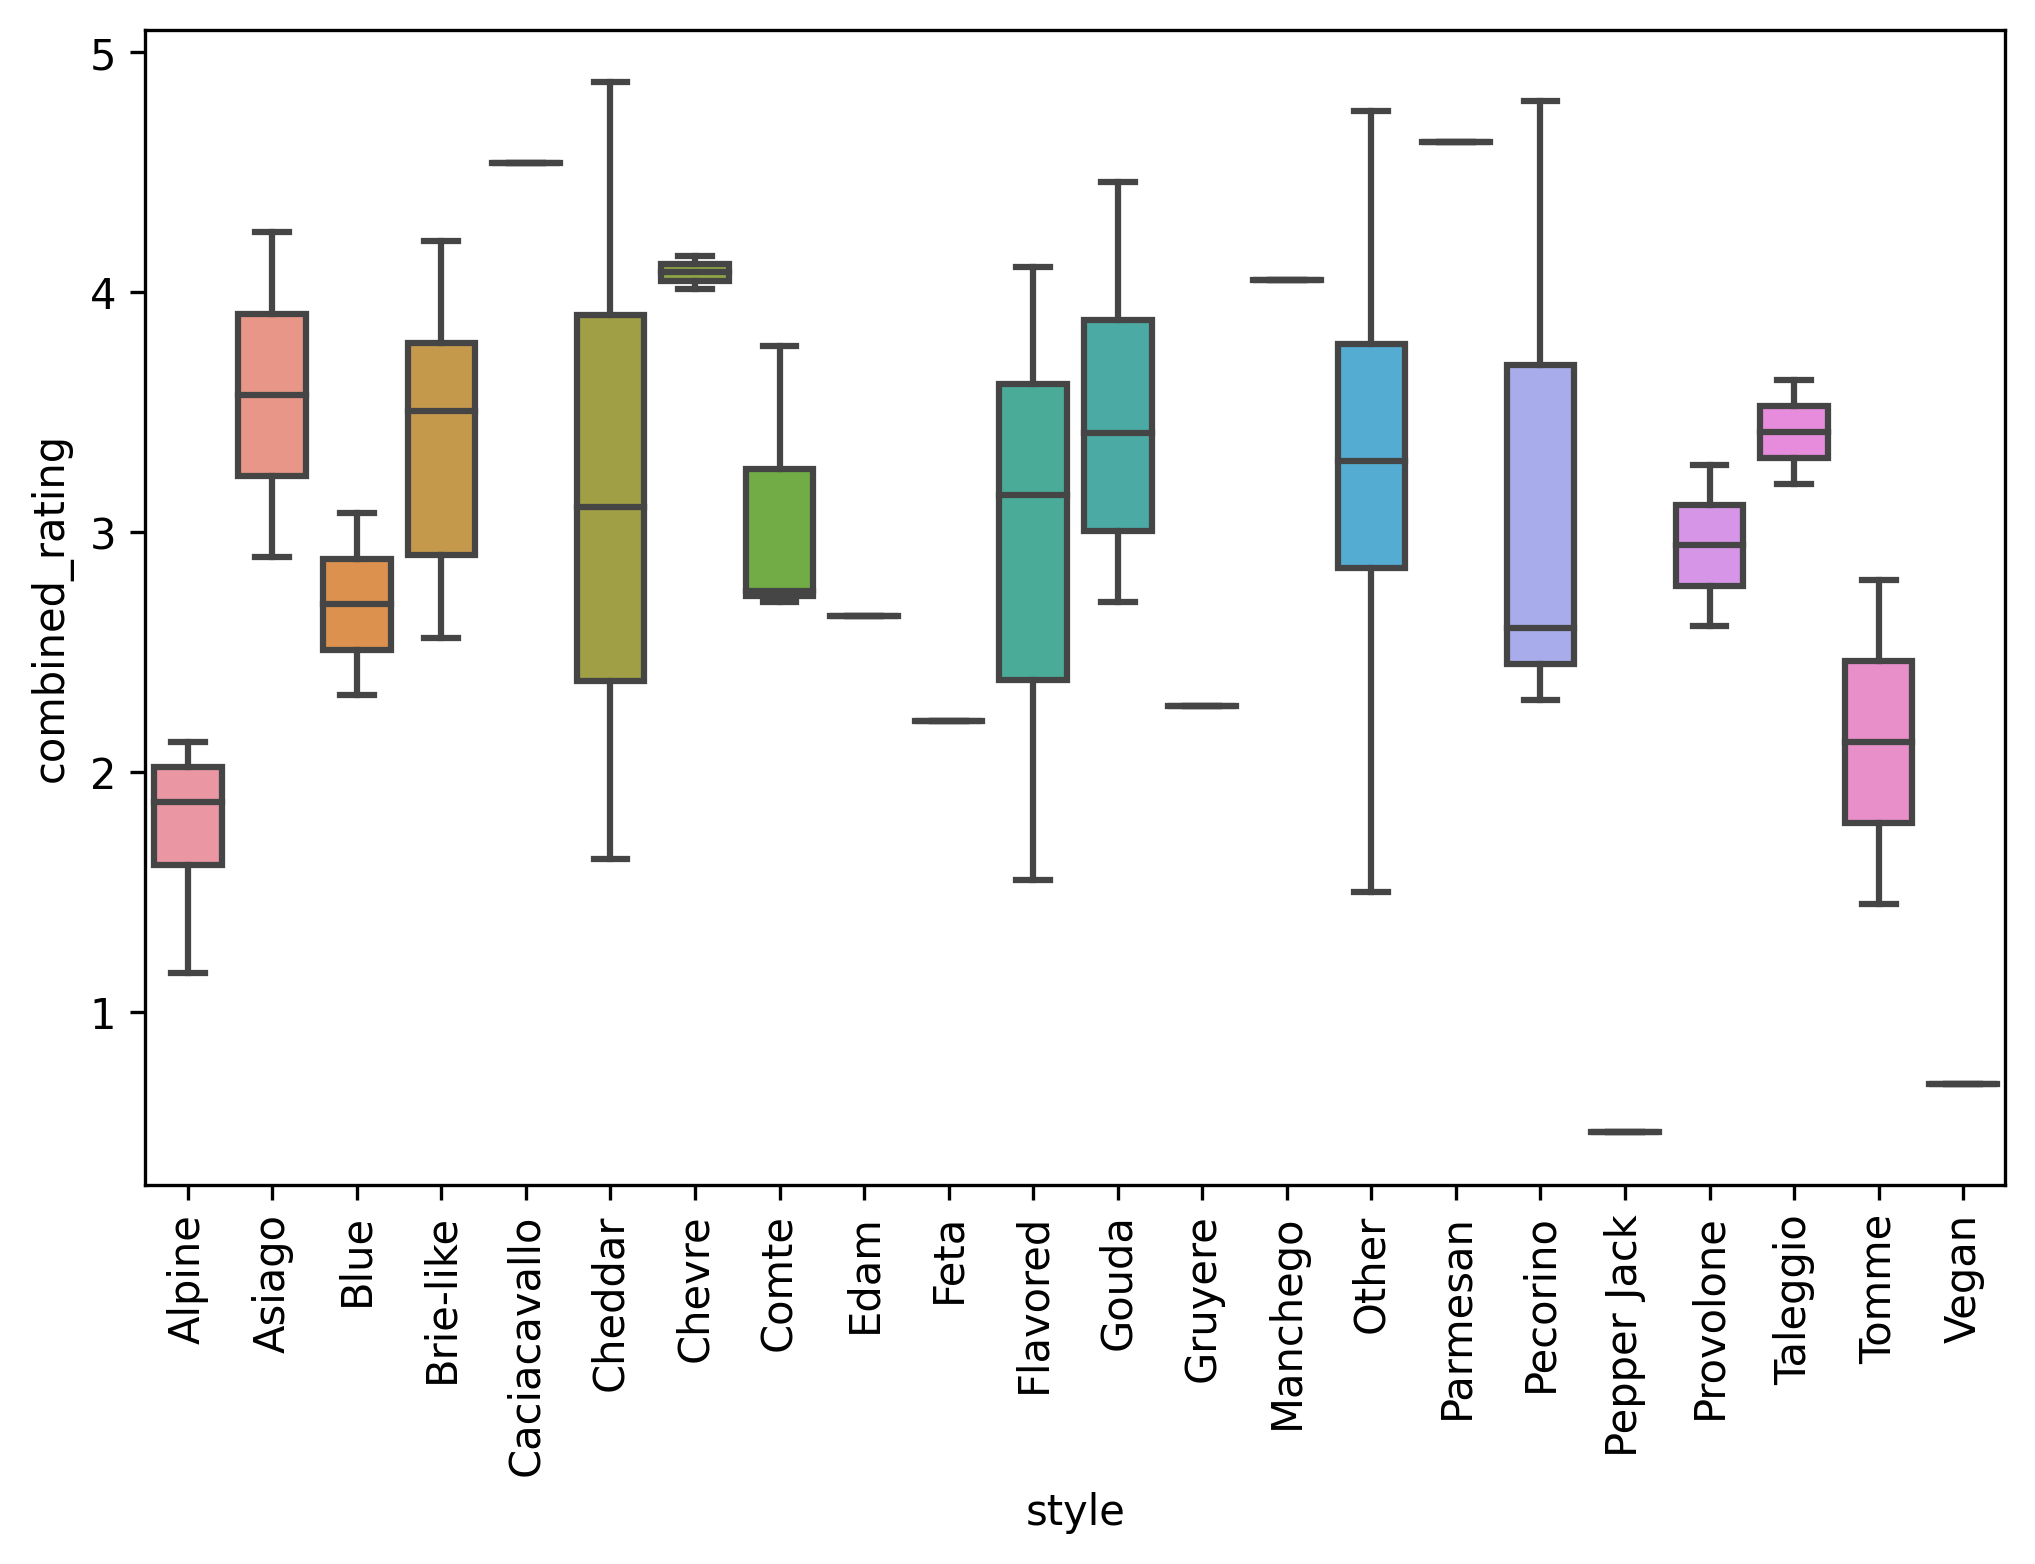 5
4
3
2
1
combined_rating
Alpine
Asiago
Blue
Brie-like
Caciacavallo
Cheddar
Chevre
Comte
Edam
Feta
Flavored
Gouda
Gruyere
Manchego
Other
Parmesan
Pecorino
Pepper Jack
Provolone
Taleggio
Tomme
Vegan
style